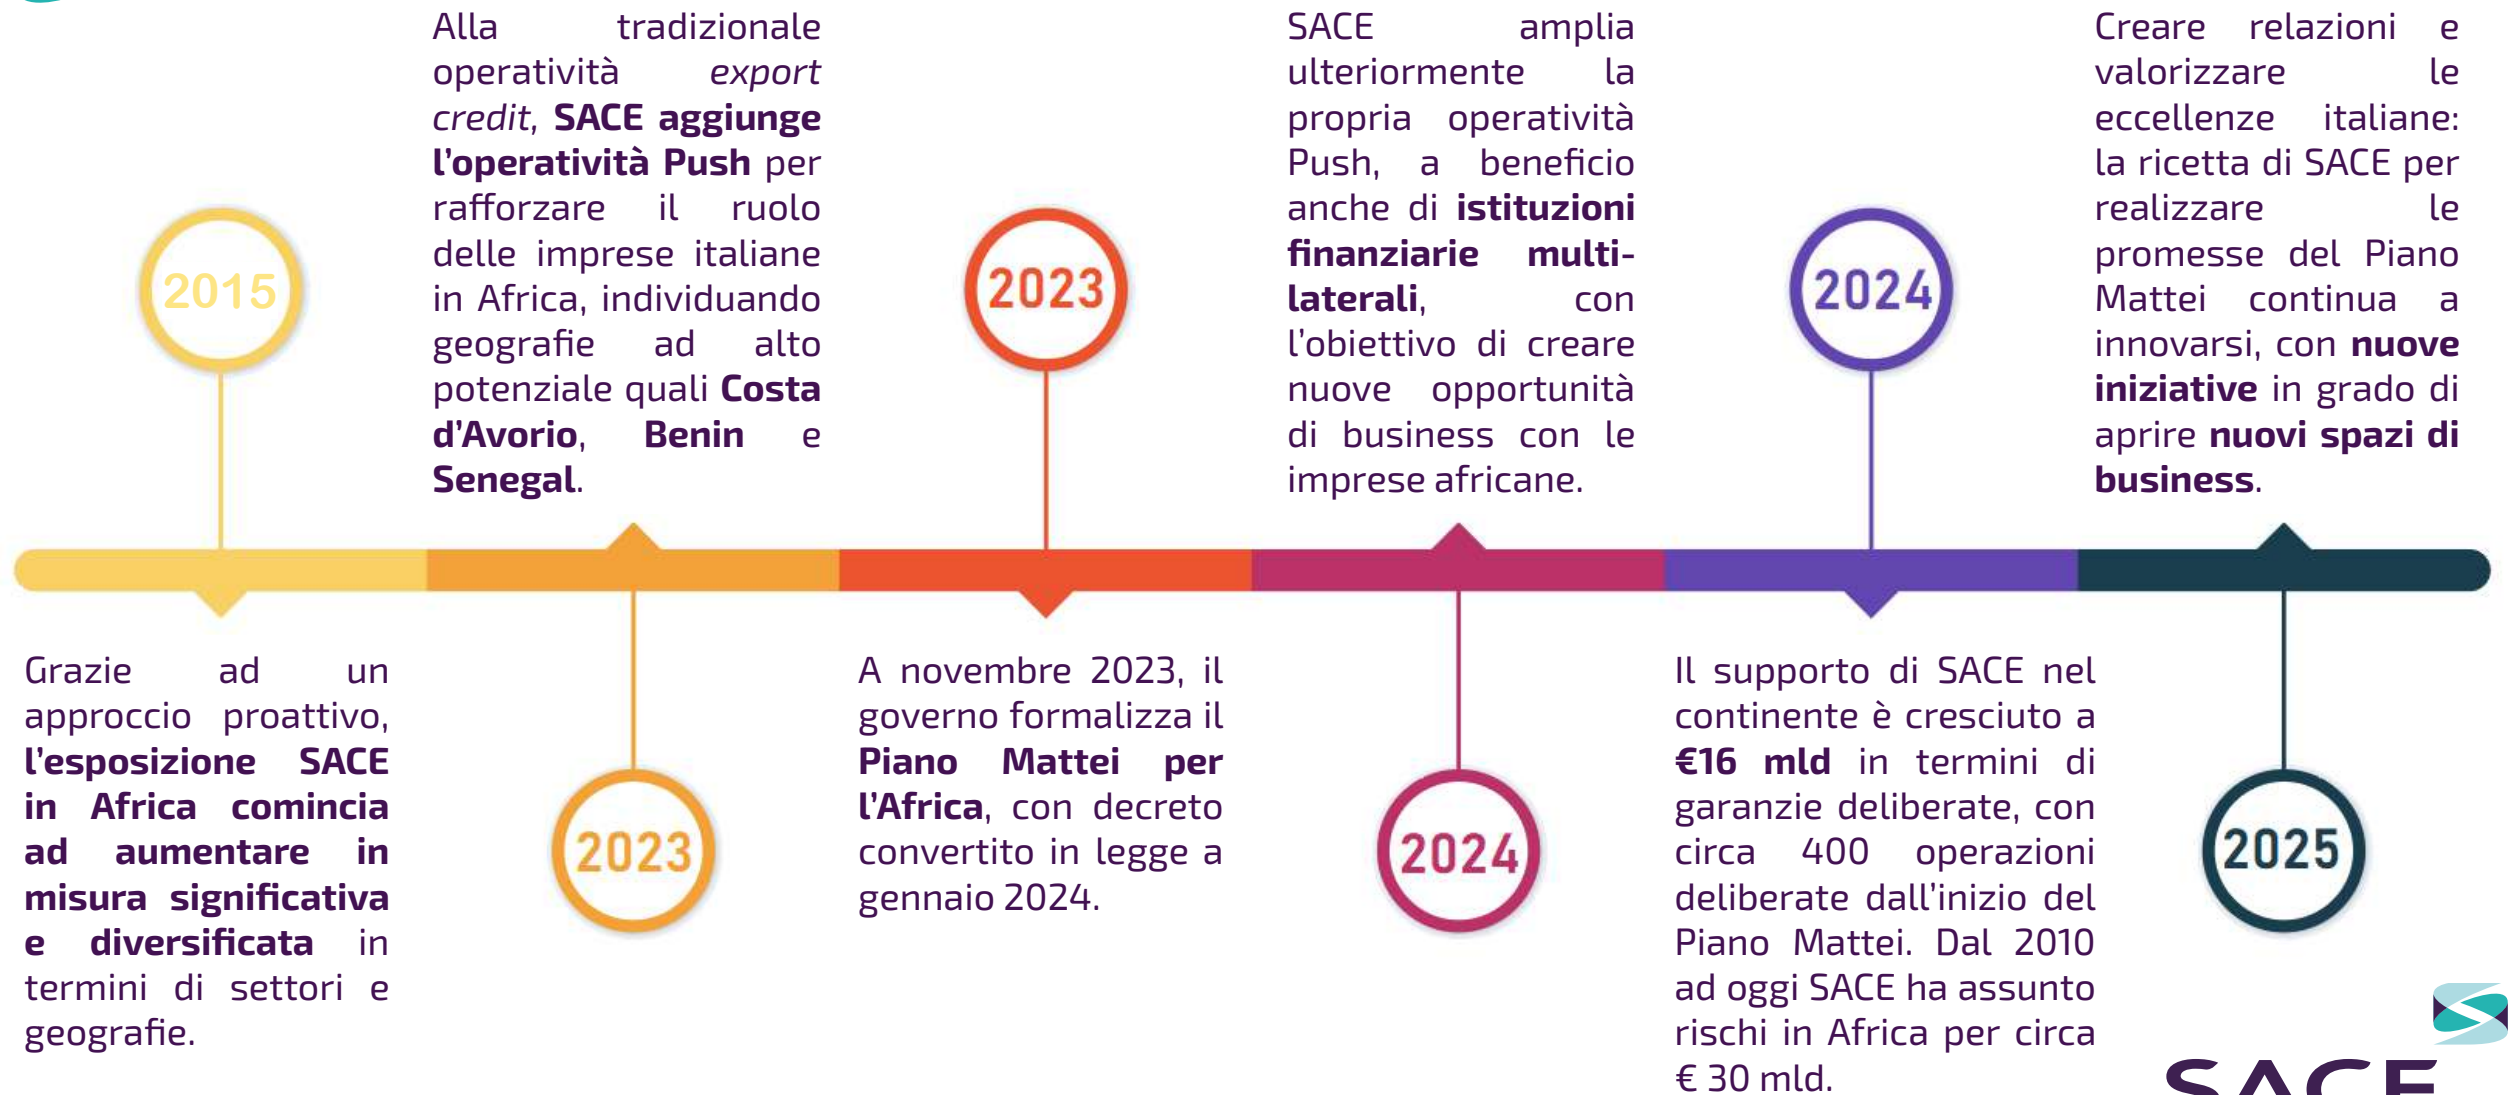 2015
Grazie ad un
approccio proattivo,
l’esposizione SACE
in Africa comincia
ad aumentare in
misura significativa
e diversificata in
termini di settori e
geografie.
Alla tradizionale
operatività export
credit, SACE aggiunge
l’operatività Push per
rafforzare il ruolo
delle imprese italiane
in Africa, individuando
geografie ad alto
potenziale quali Costa
d’Avorio, Benin e
Senegal.
2023
2023
A novembre 2023, il
governo formalizza il
Piano Mattei per
l’Africa, con decreto
convertito in legge a
gennaio 2024.
SACE amplia
ulteriormente la
propria operatività
Push, a beneficio
anche di istituzioni
finanziarie multi-
laterali, con
l’obiettivo di creare
nuove opportunità
di business con le
imprese africane.
2024
2024
Il supporto di SACE nel
continente è cresciuto a
€16 mld in termini di
garanzie deliberate, con
circa 400 operazioni
deliberate dall’inizio del
Piano Mattei. Dal 2010
ad oggi SACE ha assunto
rischi in Africa per circa
€ 30 mld.
Creare relazioni e
valorizzare le
eccellenze italiane:
la ricetta di SACE per
realizzare le
promesse del Piano
Mattei continua a
innovarsi, con nuove
iniziative in grado di
aprire nuovi spazi di
business.
2025
SACE